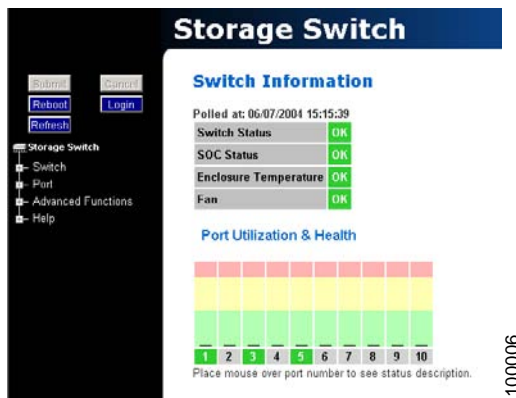 Storage Switch
Submit Cancel
Reboot Login
Refresh
Storage Switch
Switch
Port
Advanced Functions
Help
Switch Information
Polled at: 06/07/2001 15:15:39
Switch Status OK
SOC Status OK
Enclosure Temperature OK
Fan OK
Port Utilization & Health
1 2 3 4 5 6 7 8 9 10
Place mouse over port number to see status description.
100006